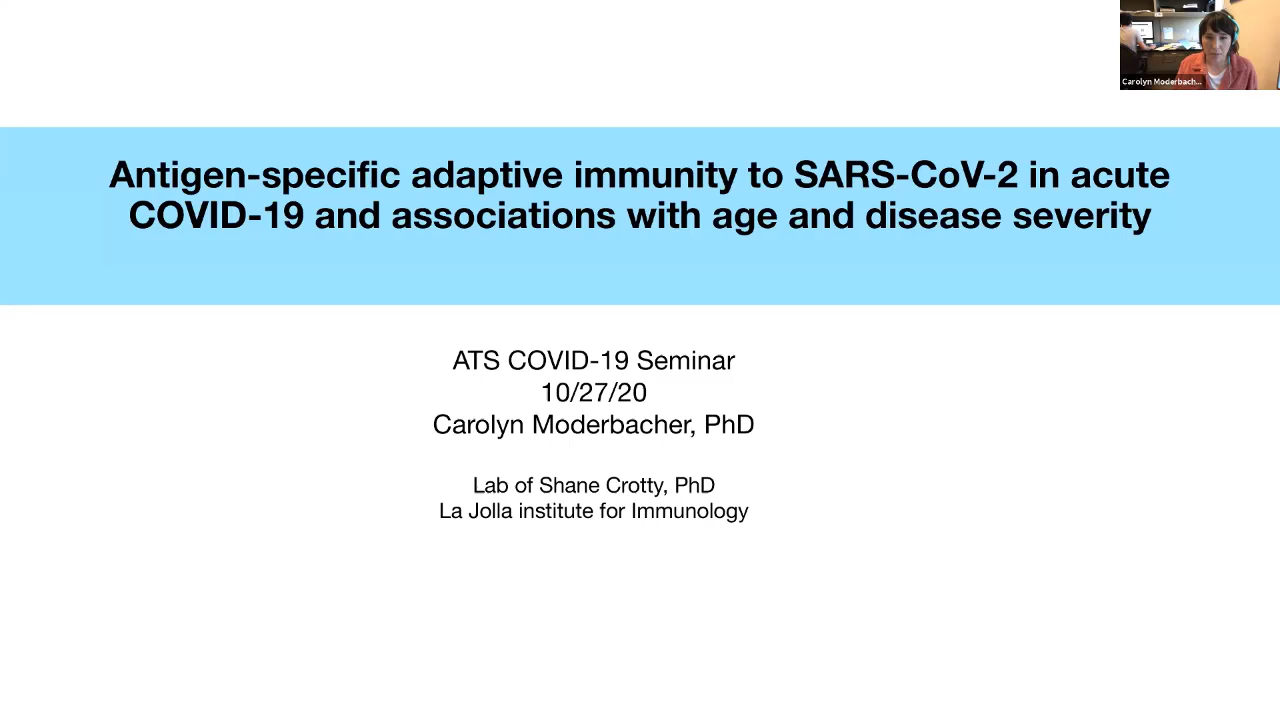 Carolyn Moderbach...
Antigen-specific adaptive immunity to SARS-CoV-2 in acute
COVID-19 and associations with age and disease severity
ATS COVID-19 Seminar
10/27/20
Carolyn Moderbacher, PhD
Lab of Shane Crotty, PhD
La Jolla institute for Immunology